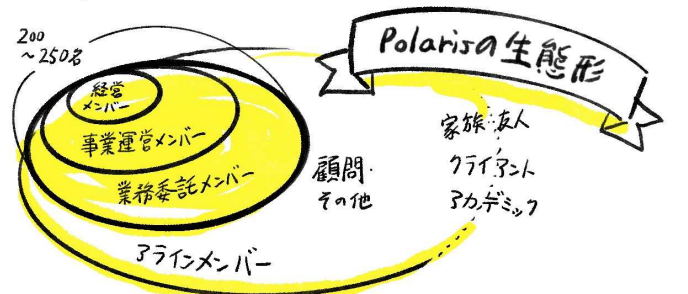 200
～250名
Polarisの生態形
経営
メンバー
事業運営メンバー
業務委託メンバー
顧問・
その他
家族・友人
クライアント
アカデミック
アラインメンバー